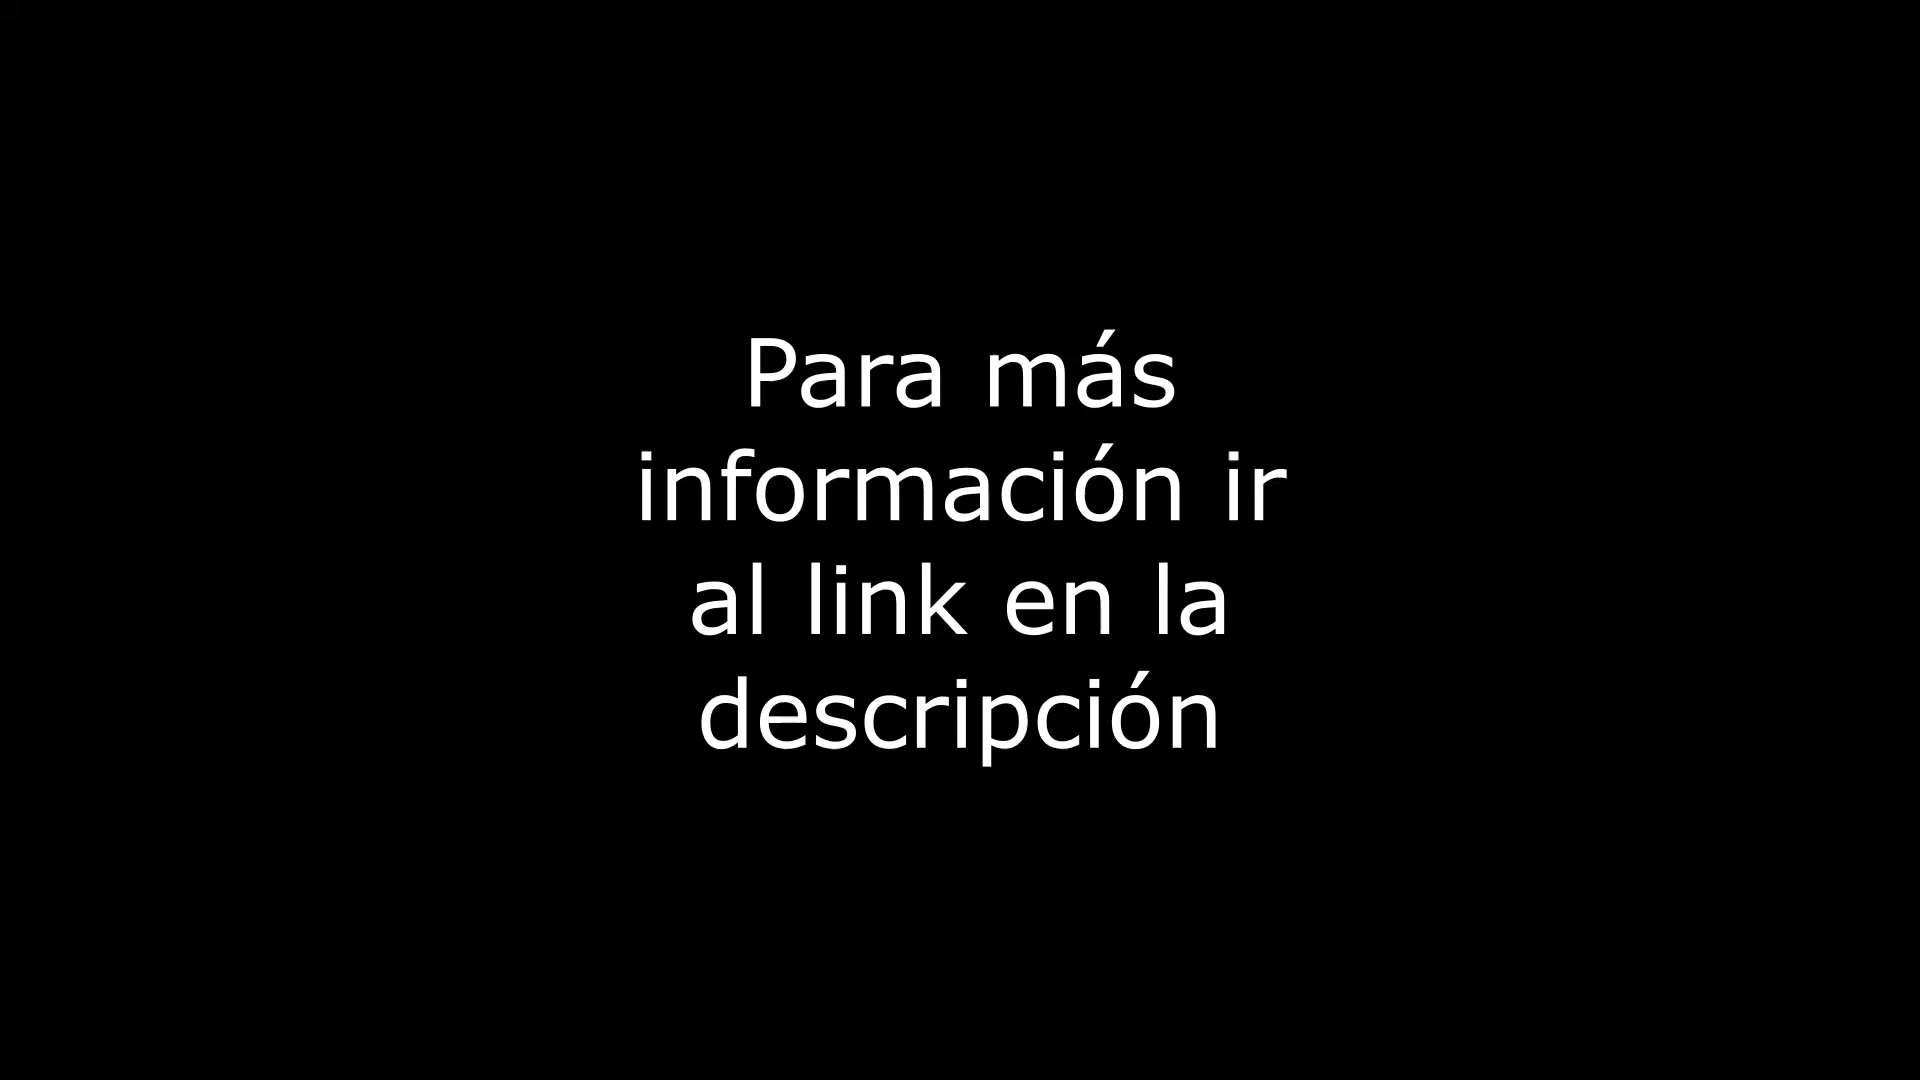 Para más
información ir
al link en la
descripción